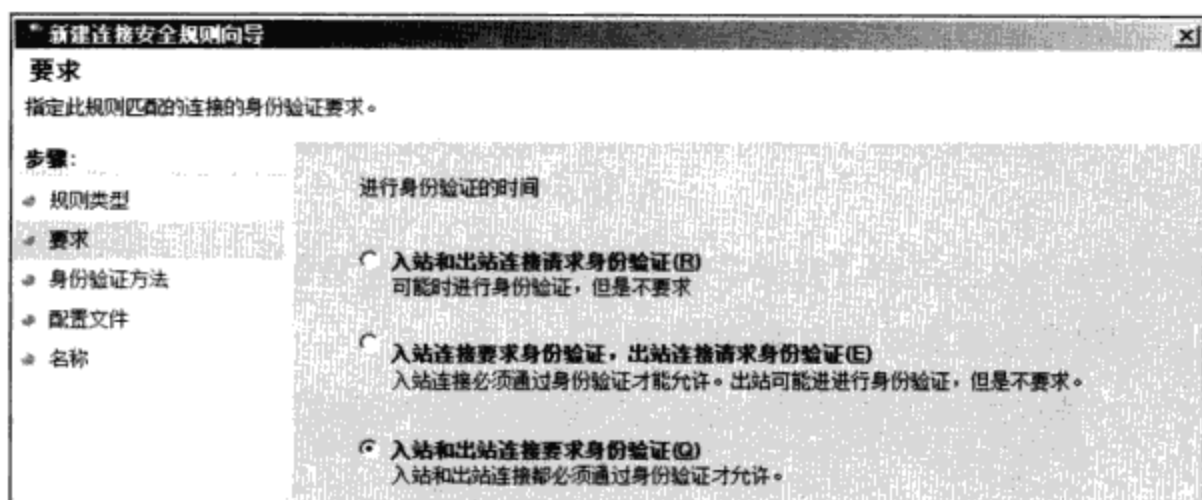 新建连接安全规则向导
要求
指定此规则匹配的连接的身份验证要求。
步骤:
规则类型
要求
身份验证方法
配置文件
名称
进行身份验证的时间
入站和出站连接请求身份验证(R)
可能时进行身份验证，但是不要求
入站连接要求身份验证，出站连接请求身份验证(E)
入站连接必须通过身份验证才能允许。出站可能进进行身份验证，但是不要求。
入站和出站连接要求身份验证(Q)
入站和出站连接都必须通过身份验证才允许。